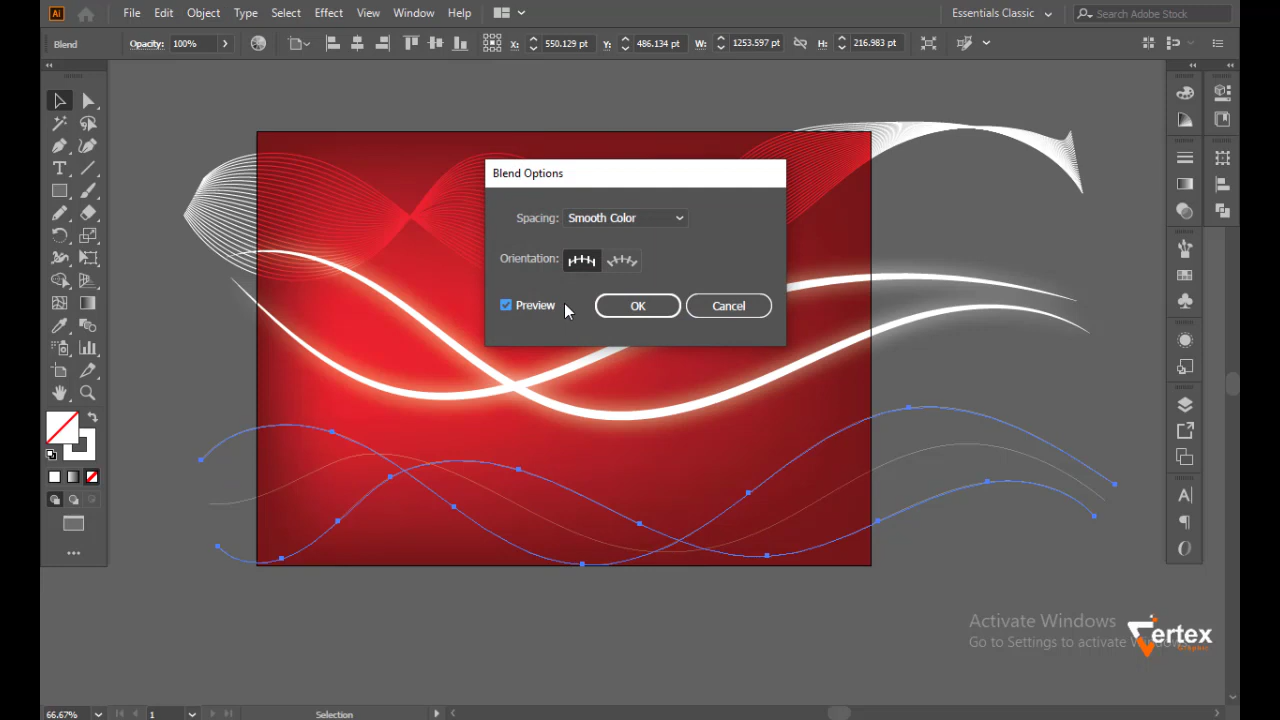 Ai File Edit Object Type Select Effect View Window Help Essentials Classic Search Adobe Stock
Blend Opacity: 100% X: 550.129 pt Y: 486.134 pt W: 1253.597 pt H: 216.983 pt
Blend Options
Spacing: Smooth Color
Orientation:
Preview OK Cancel
Activate Windows
Go to Settings to activate
ertex
Graphic
66.67% 1 Selection